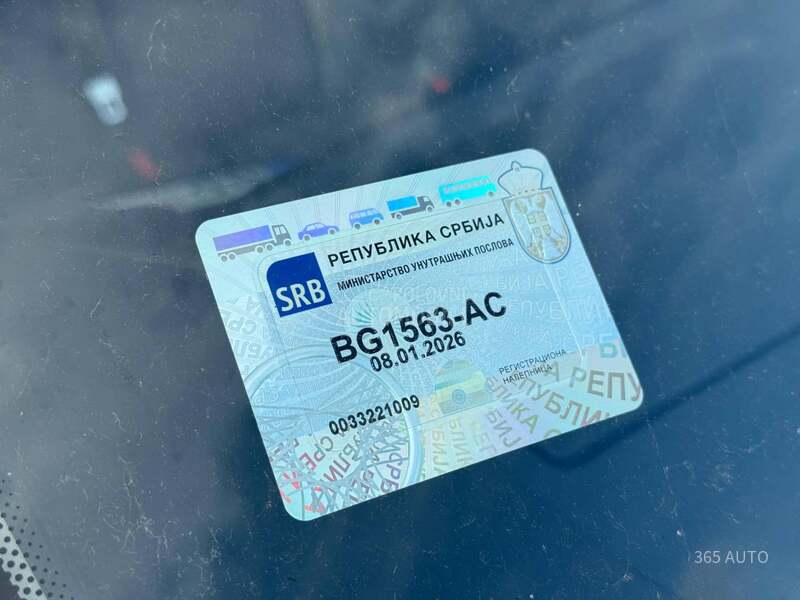 РЕПУБЛИКА СРБИЈА
SRB
МИНИСТАРСТВО УНУТРАШЊИХ ПОСЛОВА
BG1563-AC
08.01.2026
РЕГИСТРАЦИОНА
НАЛЕПНИЦА
0033221009
365 AUTO